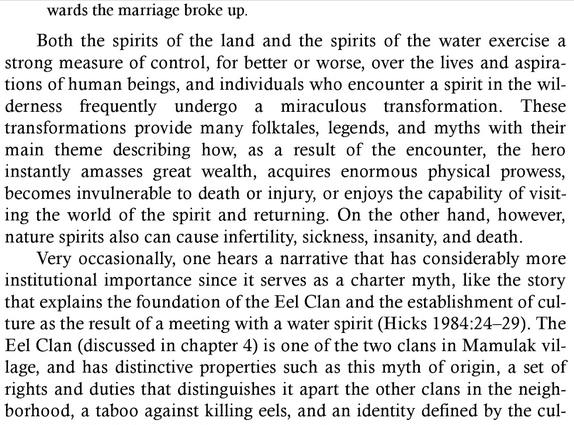 wards the marriage broke up.
Both the spirits of the land and the spirits of the water exercise a
strong measure of control, for better or worse, over the lives and aspira-
tions of human beings, and individuals who encounter a spirit in the wil-
derness frequently undergo a miraculous transformation. These
transformations provide many folktales, legends, and myths with their
main theme describing how, as a result of the encounter, the hero
instantly amasses great wealth, acquires enormous physical prowess,
becomes invulnerable to death or injury, or enjoys the capability of visit-
ing the world of the spirit and returning. On the other hand, however,
nature spirits also can cause infertility, sickness, insanity, and death.
Very occasionally, one hears a narrative that has considerably more
institutional importance since it serves as a charter myth, like the story
that explains the foundation of the Eel Clan and the establishment of cul-
ture as the result of a meeting with a water spirit (Hicks 1984:24–29). The
Eel Clan (discussed in chapter 4) is one of the two clans in Mamulak vil-
lage, and has distinctive properties such as this myth of origin, a set of
rights and duties that distinguishes it apart the other clans in the neigh-
borhood, a taboo against killing eels, and an identity defined by the cul-